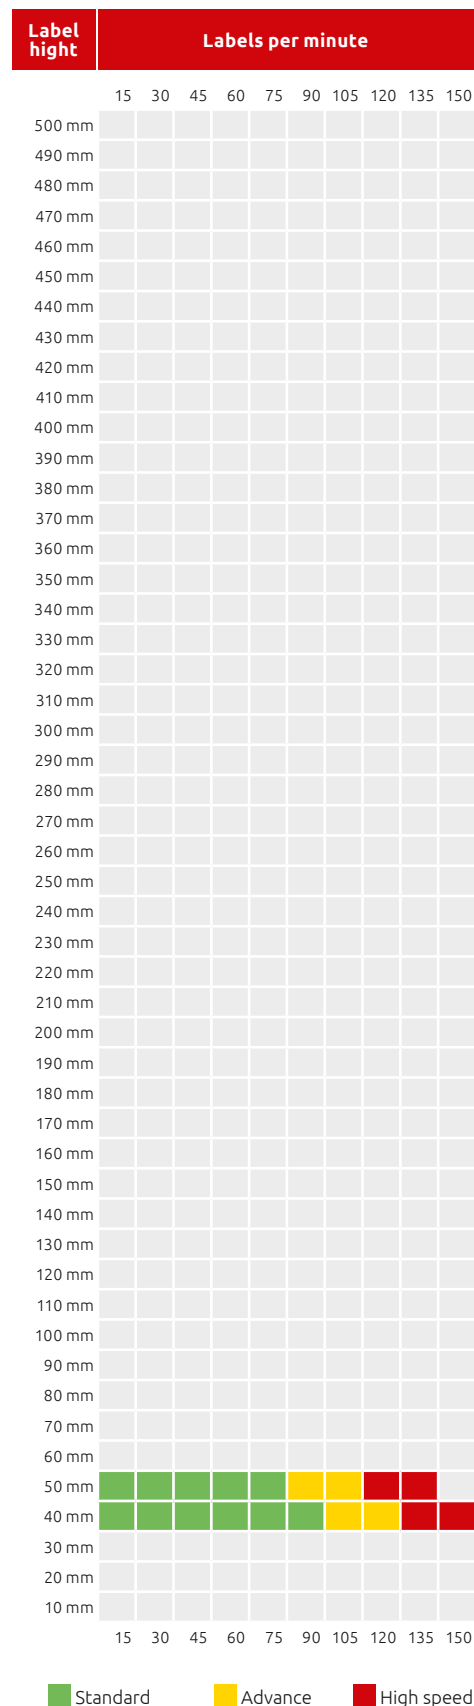 Label
hight
Labels per minute
15 30 45 60 75 90 105 120 135 150
500 mm
490 mm
480 mm
470 mm
460 mm
450 mm
440 mm
430 mm
420 mm
410 mm
400 mm
390 mm
380 mm
370 mm
360 mm
350 mm
340 mm
330 mm
320 mm
310 mm
300 mm
290 mm
280 mm
270 mm
260 mm
250 mm
240 mm
230 mm
220 mm
210 mm
200 mm
190 mm
180 mm
170 mm
160 mm
150 mm
140 mm
130 mm
120 mm
110 mm
100 mm
90 mm
80 mm
70 mm
60 mm
50 mm
40 mm
30 mm
20 mm
10 mm
15 30 45 60 75 90 105 120 135 150
Standard Advance High speed